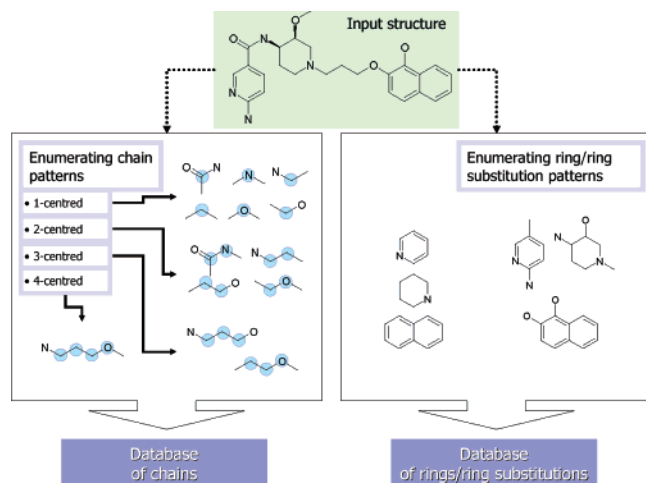 Input structure
O
O
N
N
O
O
N
N
Enumerating chain
patterns
• 1-centred
• 2-centred
• 3-centred
• 4-centred
O
N
N
N
O
O
O
N
N
O
O
N
O
O
N
O
Enumerating ring/ring
substitution patterns
N
N
N
N
O
N
N
O
O
Database
of chains
Database
of rings/ring substitutions